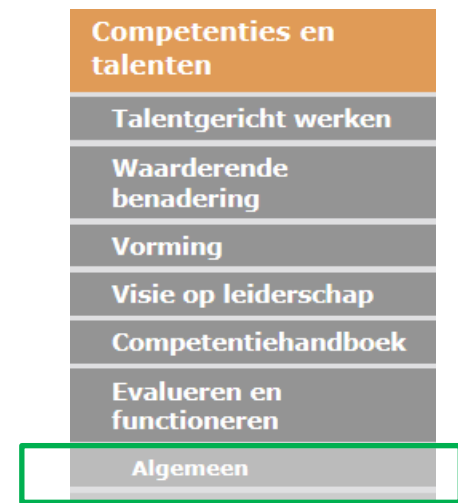 Competenties en
talenten
Talentgericht werken
Waarderende
benadering
Vorming
Visie op leiderschap
Competentiehandboek
Evalueren en
functioneren
Algemeen